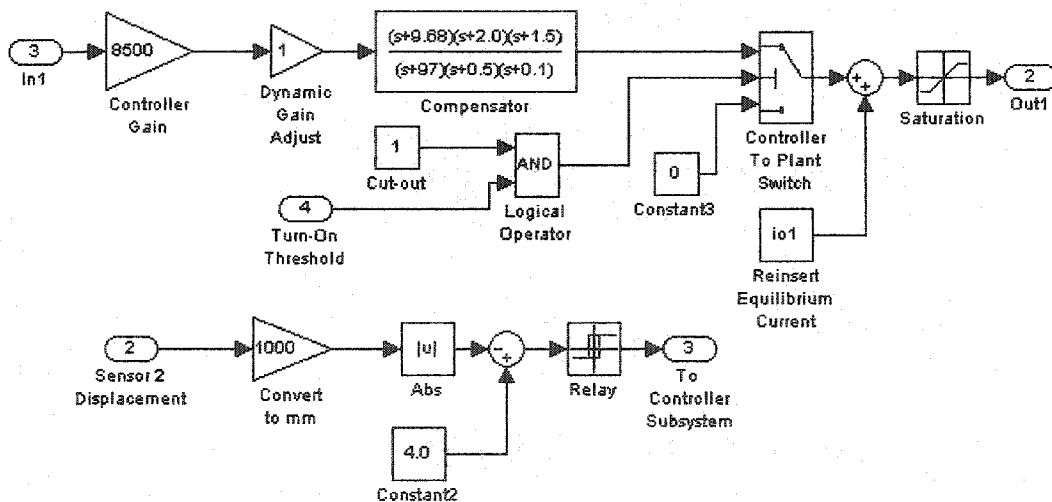 3
In1
8500
Controller
Gain
1
Dynamic
Gain
Adjust
(s+9.68)(s+2.0)(s+1.5)
(s+97)(s+0.5)(s+0.1)
Compensator
Controller
To Plant
Switch
+
+
Saturation
2
Out1
1
Cut-out
4
Turn-On
Threshold
AND
Logical
Operator
0
Constant3
io1
Reinsert
Equilibrium
Current
2
Sensor 2
Displacement
1000
Convert
to mm
|u|
Abs
-
+
4.0
Constant2
Relay
3
To
Controller
Subsystem